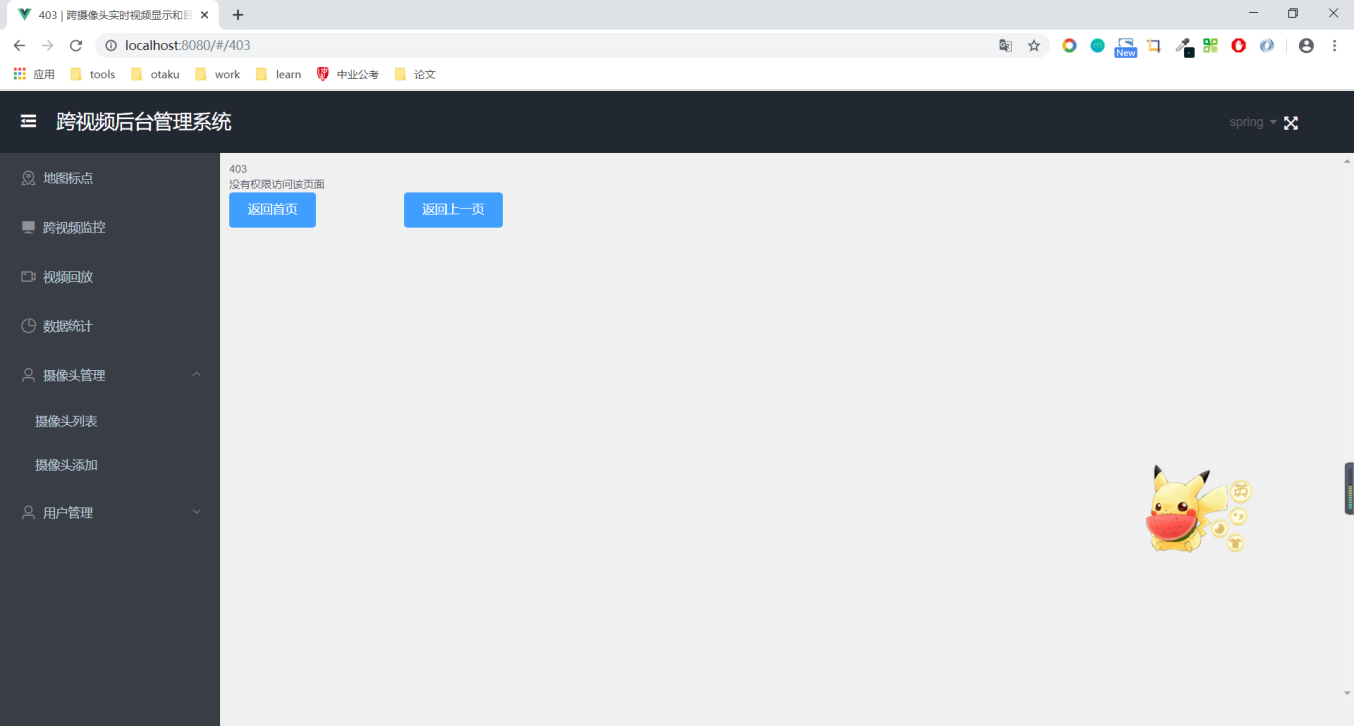 403 | 跨摄像头实时视频显示和目
localhost:8080/#/403
New
应用 tools otaku work learn 中业公考 论文
跨视频后台管理系统
spring
地图标点
跨视频监控
视频回放
数据统计
摄像头管理
摄像头列表
摄像头添加
用户管理
403
没有权限访问该页面
返回首页 返回上一页
英